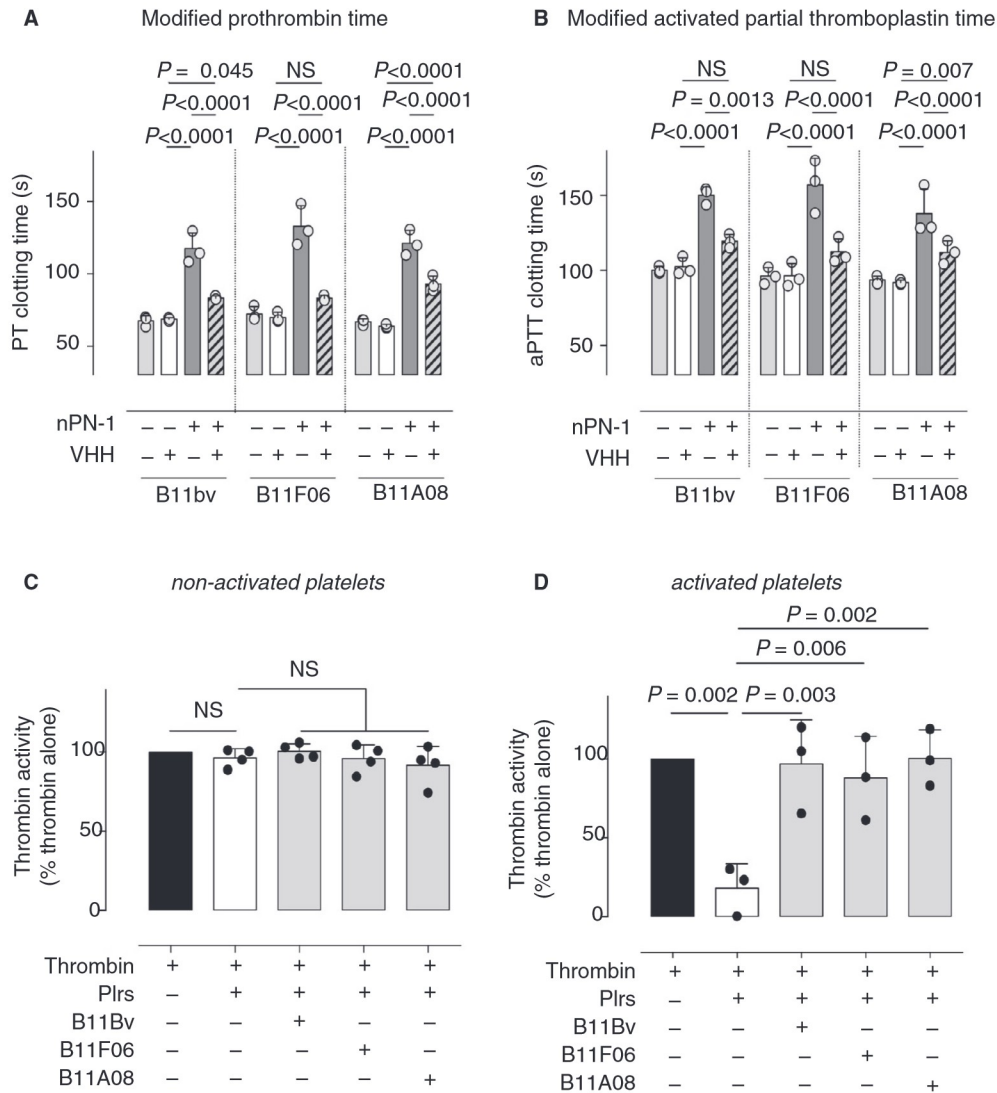 A Modified prothrombin time
P = 0.045 NS P<0.0001
P<0.0001 P<0.0001 P<0.0001
P<0.0001 P<0.0001 P<0.0001
PT clotting time (s)
150
100
50
nPN-1 – – + + – – + + – – + +
VHH – + – + – + – + – + – +
B11bv B11F06 B11A08
B Modified activated partial thromboplastin time
NS NS P = 0.007
P = 0.0013 P<0.0001 P<0.0001
P<0.0001 P<0.0001 P<0.0001
aPTT clotting time (s)
150
100
50
nPN-1 – – + + – – + + – – + +
VHH – + – + – + – + – + – +
B11bv B11F06 B11A08
C non-activated platelets
NS
NS
Thrombin activity
(% thrombin alone)
100
50
0
Thrombin + + + + +
Plrs – + + + +
B11Bv – – + – –
B11F06 – – – + –
B11A08 – – – – +
D activated platelets
P = 0.002
P = 0.006
P = 0.002 P = 0.003
Thrombin activity
(% thrombin alone)
100
50
0
Thrombin + + + + +
Plrs – + + + +
B11Bv – – + – –
B11F06 – – – + –
B11A08 – – – – +